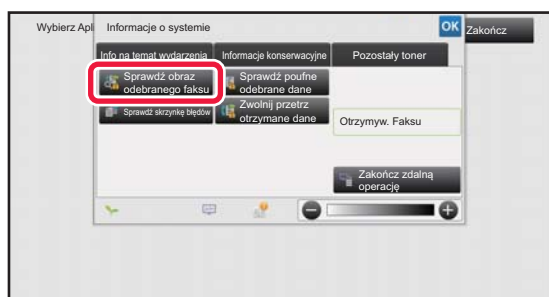 Wybierz Apl
Informacje o systemie
OK
Zakończ
Info na temat wydarzenia
Informacje konserwacyjne
Pozostały toner
Sprawdź obraz
odebranego faksu
Sprawdź poufne
odebrane dane
Sprawdź skrzynkę błędów
Zwolnij przetrz
otrzymane dane
Otrzymyw. Faksu
Zakończ zdalną
operację